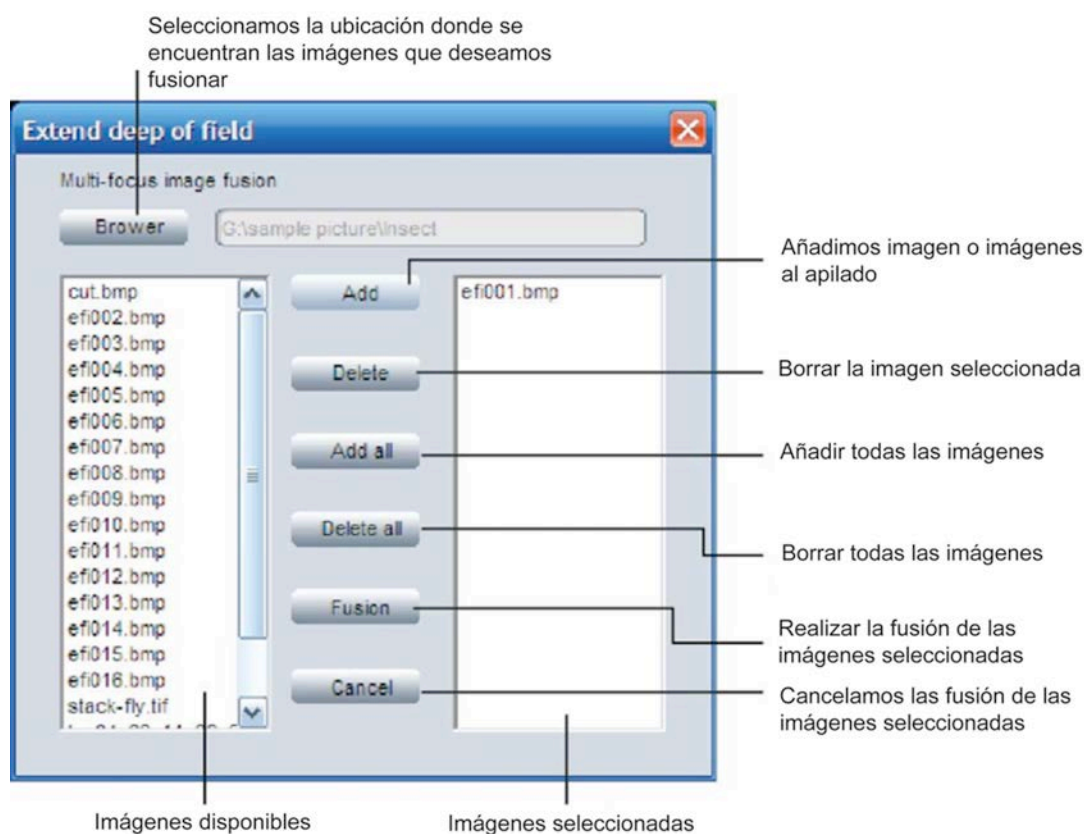 Seleccionamos la ubicación donde se
encuentran las imágenes que deseamos
fusionar
Extend deep of field
Multi-focus image fusion
Brower
G:\sample picture\Insect
cut.bmp
efi002.bmp
efi003.bmp
efi004.bmp
efi005.bmp
efi006.bmp
efi007.bmp
efi008.bmp
efi009.bmp
efi010.bmp
efi011.bmp
efi012.bmp
efi013.bmp
efi014.bmp
efi015.bmp
efi016.bmp
stack-fly.tif
Add
Delete
Add all
Delete all
Fusion
Cancel
efi001.bmp
Añadimos imagen o imágenes
al apilado
Borrar la imagen seleccionada
Añadir todas las imágenes
Borrar todas las imágenes
Realizar la fusión de las
imágenes seleccionadas
Cancelamos las fusión de las
imágenes seleccionadas
Imágenes disponibles
Imágenes seleccionadas